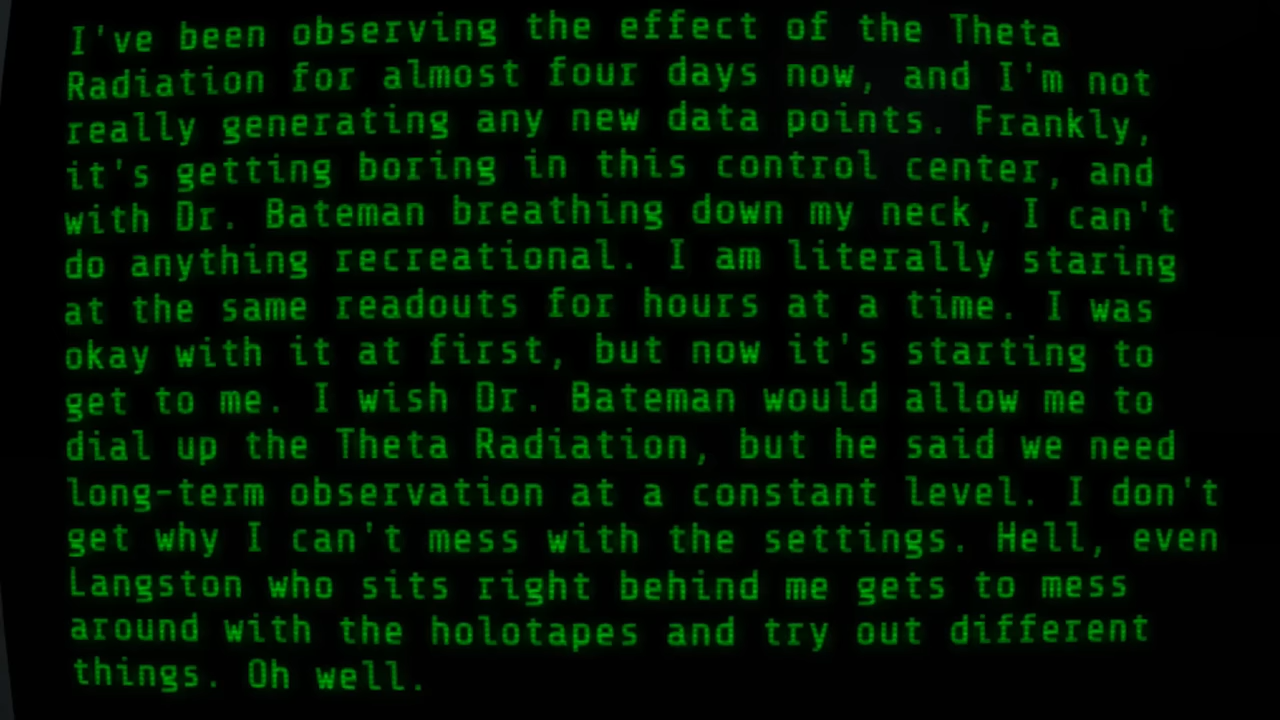 I've been observing the effect of the Theta
Radiation for almost four days now, and I'm not
really generating any new data points. Frankly,
it's getting boring in this control center, and
with Dr. Bateman breathing down my neck, I can't
do anything recreational. I am literally staring
at the same readouts for hours at a time. I was
okay with it at first, but now it's starting to
get to me. I wish Dr. Bateman would allow me to
dial up the Theta Radiation, but he said we need
long-term observation at a constant level. I don't
get why I can't mess with the settings. Hell, even
Langston who sits right behind me gets to mess
around with the holotapes and try out different
things. Oh well.